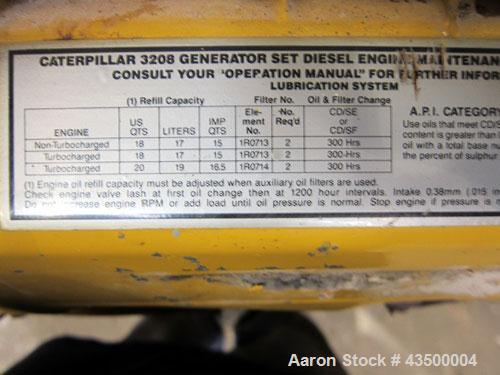 CATERPILLAR 3208 GENERATOR SET DIESEL ENGINE MAINTENAN
CONSULT YOUR "OPEPATION MANUAL" FOR FURTHER INFOR
LUBRICATION SYSTEM
(1) Refill Capacity Filter No. Oil & Filter Change
ENGINE US QTS LITERS IMP QTS Ele- ment No. No. Req'd CD/SE or CD/SF
Non-Turbocharged 18 17 15 1R0713 2 300-Hrs
Turbocharged 18 17 15 1R0713 2 300-Hrs
Turbocharged 20 19 16.5 1R0714 2 300-Hrs
A.P.I. CATEGORY
Use oils that meet CD/S
content is greater than
oil with a total base nu
the percent of sulphur
(1) Engine oil refill capacity must be adjusted when auxiliary oil filters are used.
Check engine valve lash at first oil change then at 1200 hour intervals. Intake 0.38mm (.015 in
Do not increase engine RPM or add load until oil pressure is normal. Stop engine if pressure is n
Aaron Stock # 43500004